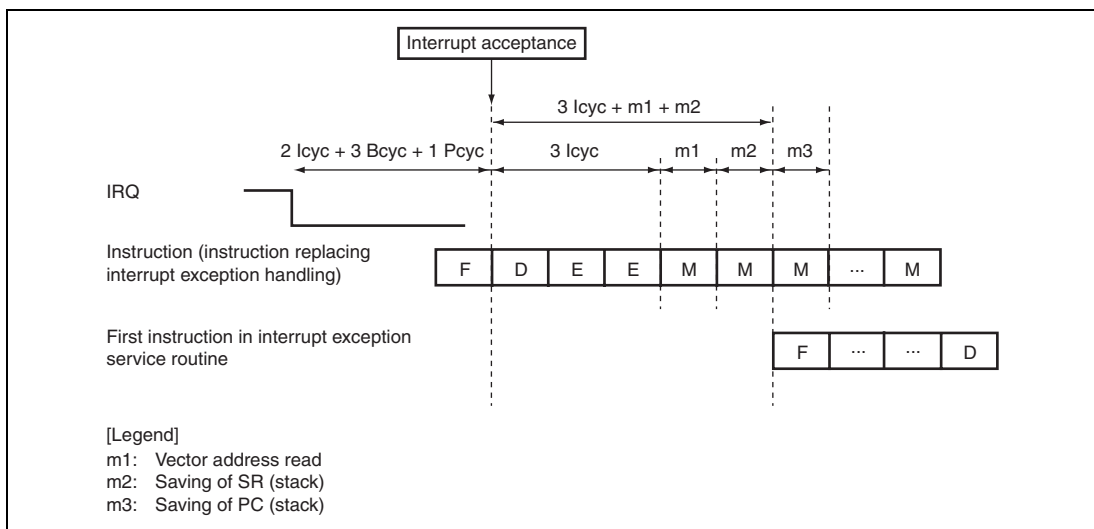 Interrupt acceptance
3 Icyc + m1 + m2
2 Icyc + 3 Bcyc + 1 Pcyc
3 Icyc
m1
m2
m3
IRQ
Instruction (instruction replacing
interrupt exception handling)
F D E E M M M ... M
First instruction in interrupt exception
service routine
F ... ... D
[Legend]
m1: Vector address read
m2: Saving of SR (stack)
m3: Saving of PC (stack)